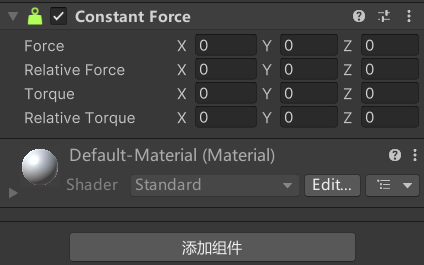 Constant Force
Force X 0 Y 0 Z 0
Relative Force X 0 Y 0 Z 0
Torque X 0 Y 0 Z 0
Relative Torque X 0 Y 0 Z 0
Default-Material (Material)
Shader Standard Edit...
添加组件